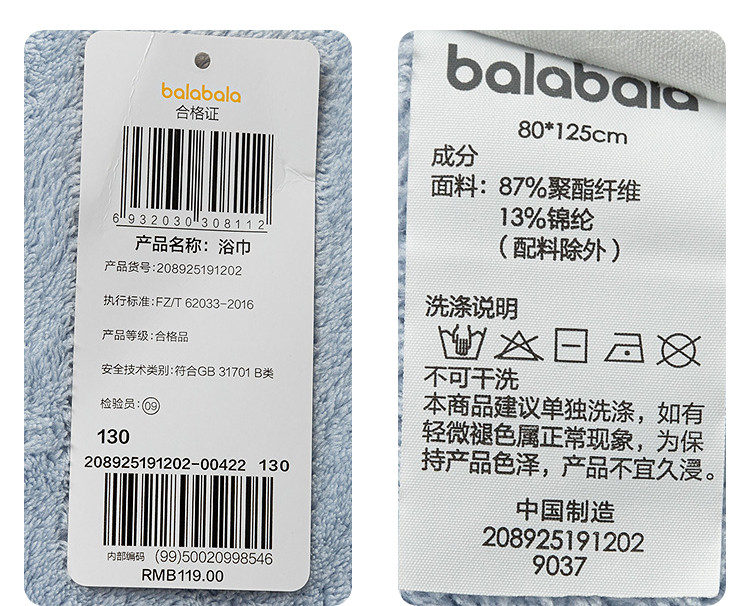 balabala
合格证
6 932030 308112
产品名称：浴巾
产品货号:208925191202
执行标准:FZ/T 62033-2016
产品等级:合格品
安全技术类别:符合GB 31701 B类
检验员:09
130
208925191202-00422 130
内部编码 (99)50020998546
RMB119.00
balabala
80*125cm
成分
面料：87%聚酯纤维
13%锦纶
（配料除外）
洗涤说明
不可干洗
本商品建议单独洗涤，如有
轻微褪色属正常现象，为保
持产品色泽，产品不宜久浸。
中国制造
208925191202
9037